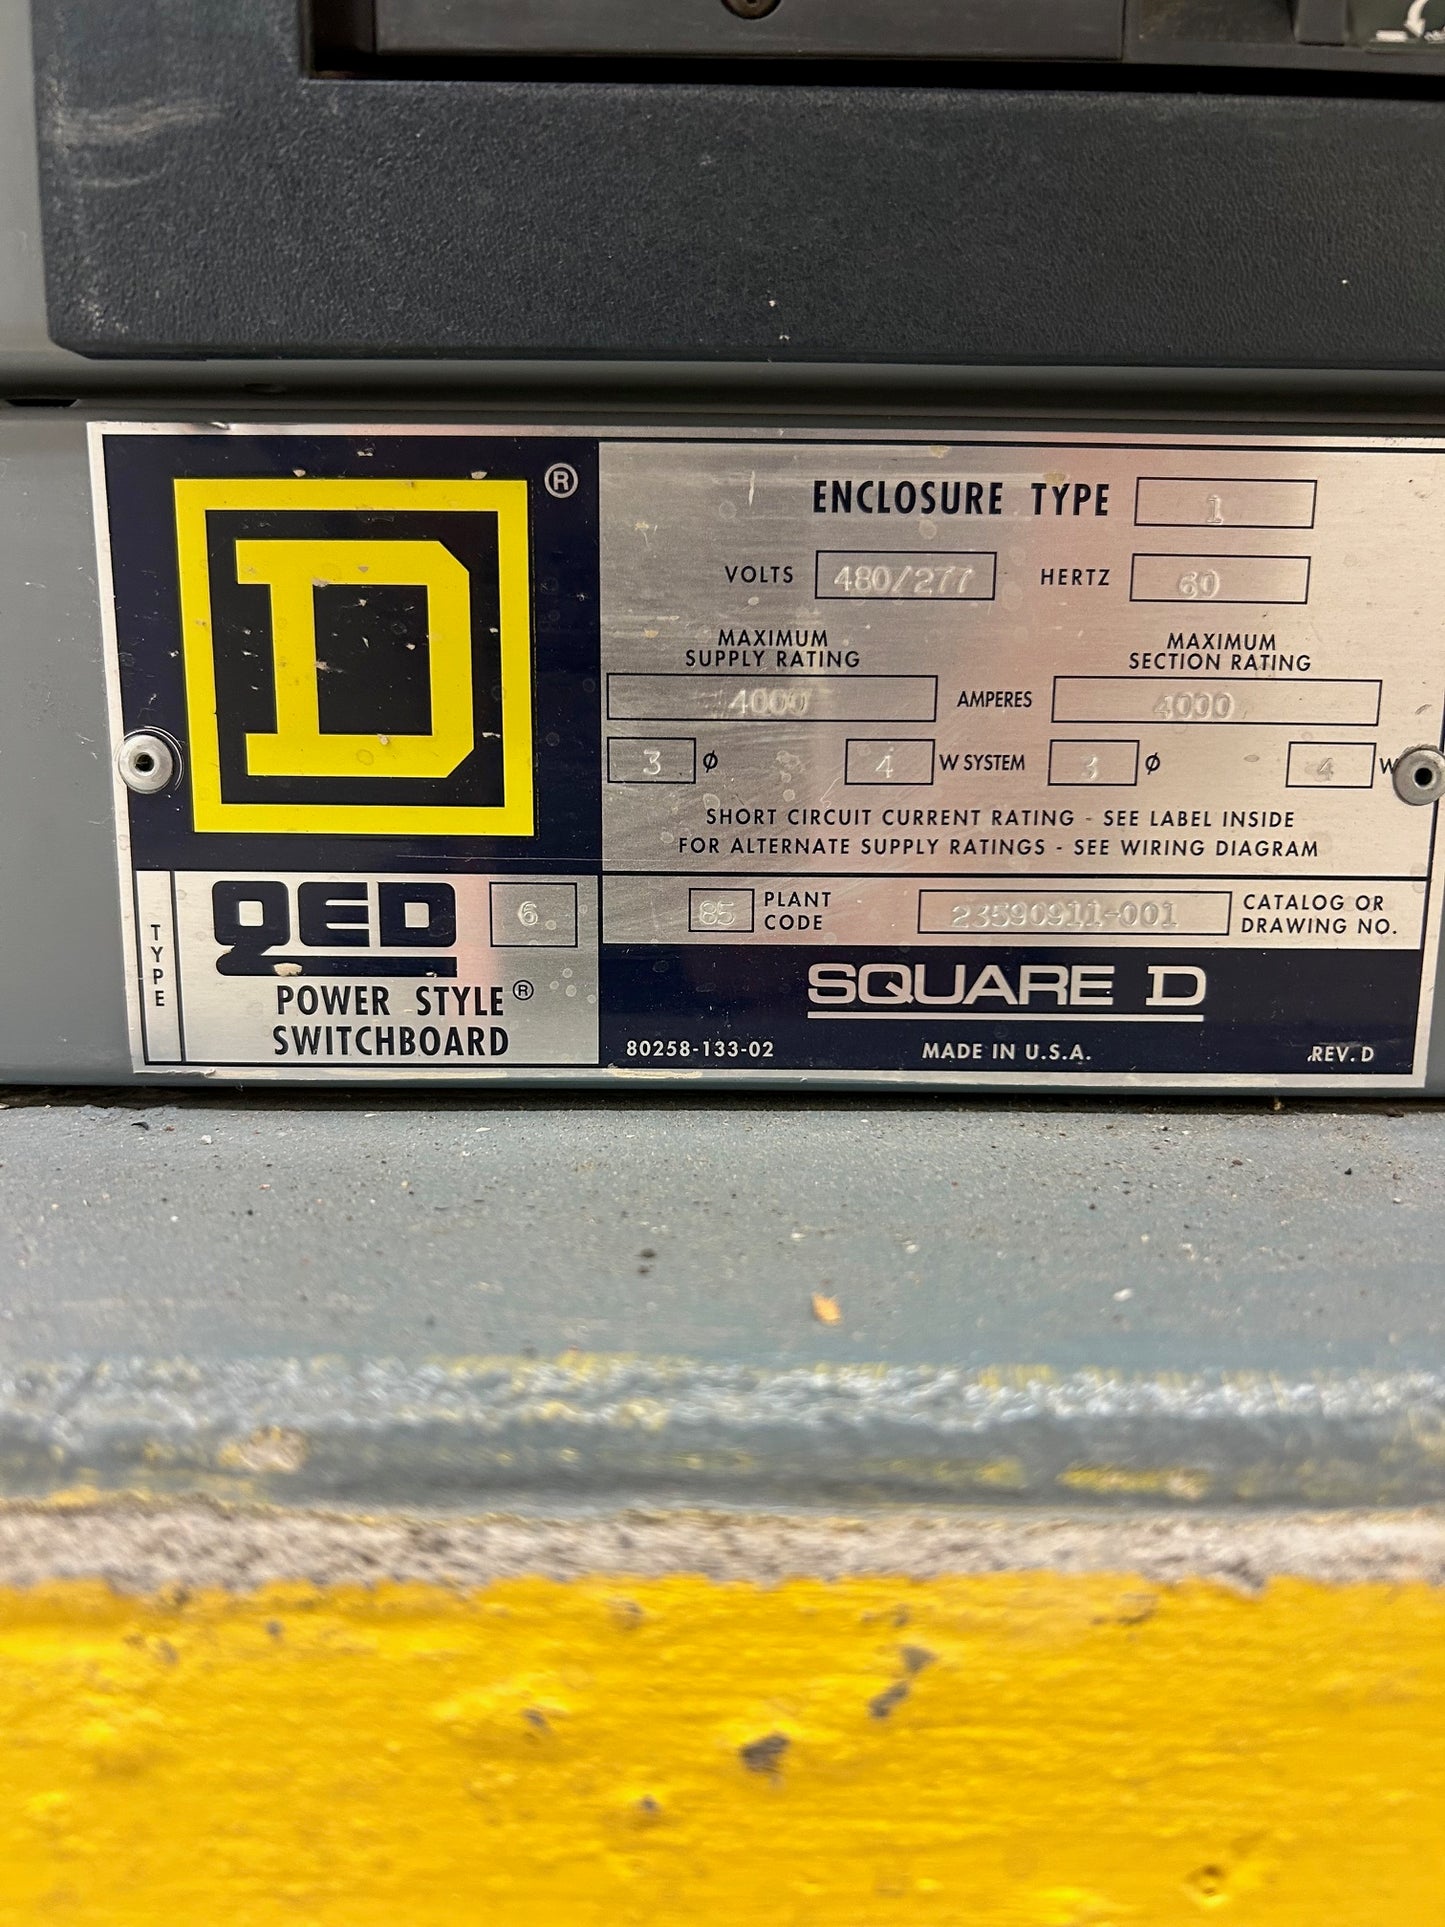 D ®
ENCLOSURE TYPE 1
VOLTS 480/277 HERTZ 60
MAXIMUM SUPPLY RATING
MAXIMUM SECTION RATING
4000 AMPERES 4000
3 Ø 4 W SYSTEM 3 Ø 4 W
SHORT CIRCUIT CURRENT RATING - SEE LABEL INSIDE
FOR ALTERNATE SUPPLY RATINGS - SEE WIRING DIAGRAM
TYPE
QED 6
POWER STYLE®
SWITCHBOARD
85 PLANT CODE
23590911-001 CATALOG OR DRAWING NO.
SQUARE D
80258-133-02 MADE IN U.S.A. REV. D